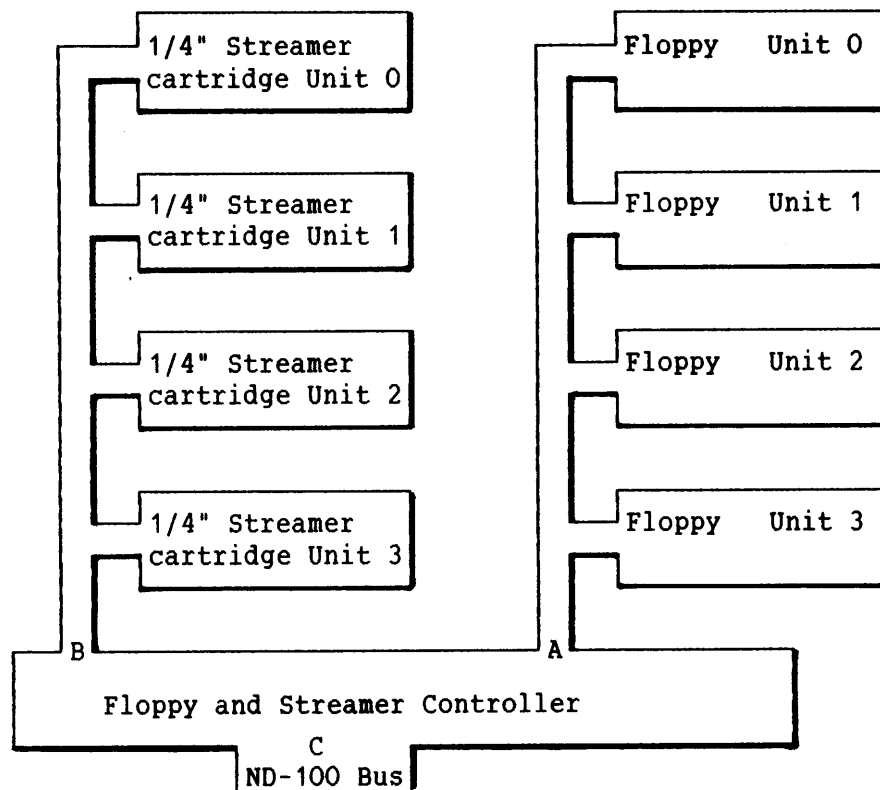 1/4" Streamer
cartridge Unit 0
1/4" Streamer
cartridge Unit 1
1/4" Streamer
cartridge Unit 2
1/4" Streamer
cartridge Unit 3
Floppy Unit 0
Floppy Unit 1
Floppy Unit 2
Floppy Unit 3
B
A
Floppy and Streamer Controller
C
ND-100 Bus